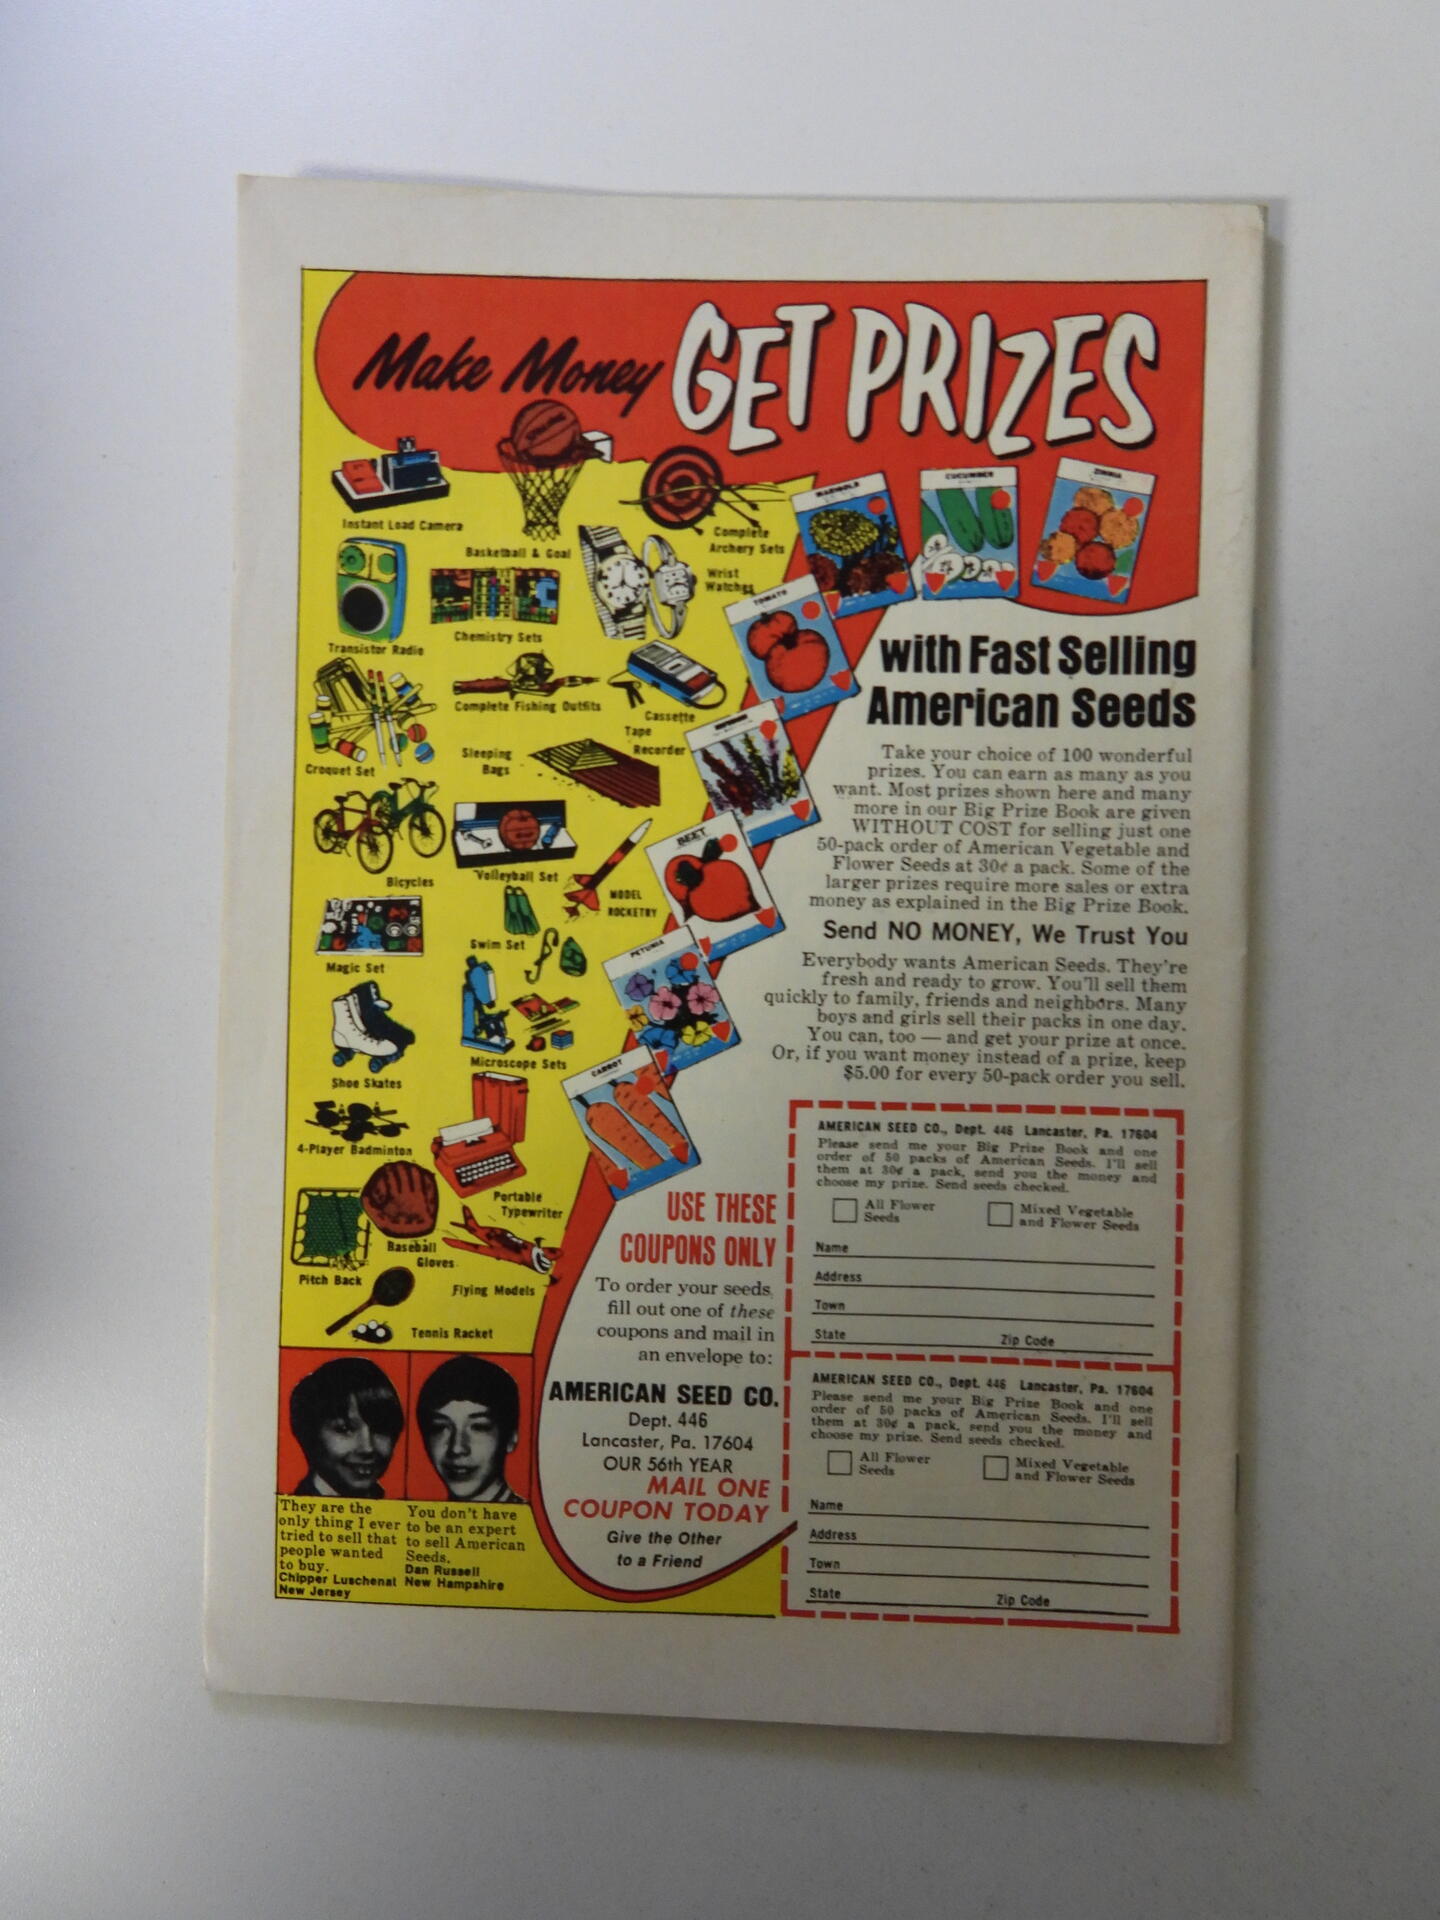 Make Money GET PRIZES
Instant Load Camera
Basketball & Goal
Complete
Archery Sets
Wrist
Watches
Transistor Radio
Chemistry Sets
Complete Fishing Outfits
Cassette
Tape
Recorder
Croquet Set
Sleeping
Bags
Bicycles
Volleyball Set
MODEL
ROCKETRY
Swim Set
Magic Set
Microscope Sets
Shoe Skates
4-Player Badminton
Portable
Typewriter
Baseball
Gloves
Pitch Back
Flying Models
Tennis Racket
MARIGOLD
CUCUMBER
ZINNIA
TOMATO
BEET
PETUNIA
CARROT
with Fast Selling
American Seeds
Take your choice of 100 wonderful
prizes. You can earn as many as you
want. Most prizes shown here and many
more in our Big Prize Book are given
WITHOUT COST for selling just one
50-pack order of American Vegetable and
Flower Seeds at 30¢ a pack. Some of the
larger prizes require more sales or extra
money as explained in the Big Prize Book.
Send NO MONEY, We Trust You
Everybody wants American Seeds. They're
fresh and ready to grow. You'll sell them
quickly to family, friends and neighbors. Many
boys and girls sell their packs in one day.
You can, too — and get your prize at once.
Or, if you want money instead of a prize, keep
$5.00 for every 50-pack order you sell.
USE THESE
COUPONS ONLY
To order your seeds,
fill out one of these
coupons and mail in
an envelope to:
AMERICAN SEED CO.
Dept. 446
Lancaster, Pa. 17604
OUR 56th YEAR
MAIL ONE
COUPON TODAY
Give the Other
to a Friend
AMERICAN SEED CO., Dept. 446 Lancaster, Pa. 17604
Please send me your Big Prize Book and one
order of 50 packs of American Seeds. I'll sell
them at 30¢ a pack, send you the money and
choose my prize. Send seeds checked.
All Flower
Seeds
Mixed Vegetable
and Flower Seeds
Name
Address
Town
State Zip Code
AMERICAN SEED CO., Dept. 446 Lancaster, Pa. 17604
Please send me your Big Prize Book and one
order of 50 packs of American Seeds. I'll sell
them at 30¢ a pack, send you the money and
choose my prize. Send seeds checked.
All Flower
Seeds
Mixed Vegetable
and Flower Seeds
Name
Address
Town
State Zip Code
They are the
only thing I ever
tried to sell that
people wanted
to buy.
Chipper Luschenat
New Jersey
You don't have
to be an expert
to sell American
Seeds.
Dan Russell
New Hampshire